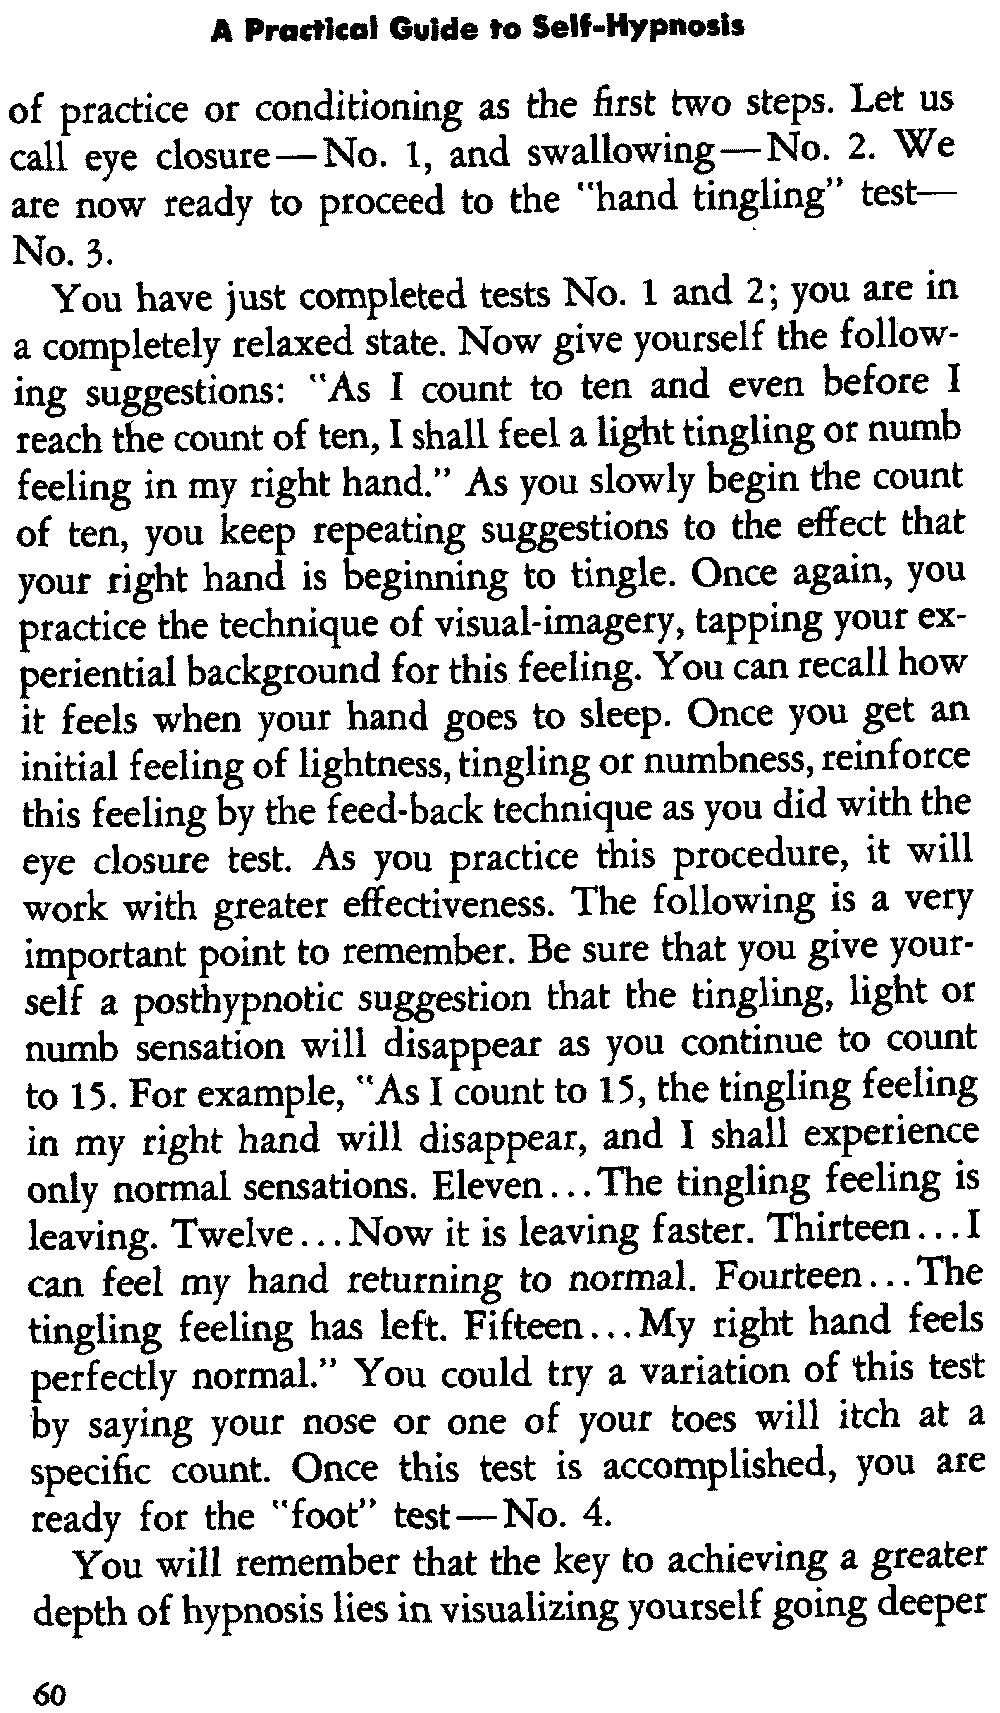 A Practical Guide to Self-Hypnosis
of practice or conditioning as the first two steps. Let us
call eye closure—No. 1, and swallowing—No. 2. We
are now ready to proceed to the "hand tingling" test—
No. 3.
You have just completed tests No. 1 and 2; you are in
a completely relaxed state. Now give yourself the follow-
ing suggestions: "As I count to ten and even before I
reach the count of ten, I shall feel a light tingling or numb
feeling in my right hand." As you slowly begin the count
of ten, you keep repeating suggestions to the effect that
your right hand is beginning to tingle. Once again, you
practice the technique of visual-imagery, tapping your ex-
periential background for this feeling. You can recall how
it feels when your hand goes to sleep. Once you get an
initial feeling of lightness, tingling or numbness, reinforce
this feeling by the feed-back technique as you did with the
eye closure test. As you practice this procedure, it will
work with greater effectiveness. The following is a very
important point to remember. Be sure that you give your-
self a posthypnotic suggestion that the tingling, light or
numb sensation will disappear as you continue to count
to 15. For example, "As I count to 15, the tingling feeling
in my right hand will disappear, and I shall experience
only normal sensations. Eleven...The tingling feeling is
leaving. Twelve...Now it is leaving faster. Thirteen...I
can feel my hand returning to normal. Fourteen...The
tingling feeling has left. Fifteen...My right hand feels
perfectly normal." You could try a variation of this test
by saying your nose or one of your toes will itch at a
specific count. Once this test is accomplished, you are
ready for the "foot" test—No. 4.
You will remember that the key to achieving a greater
depth of hypnosis lies in visualizing yourself going deeper
60